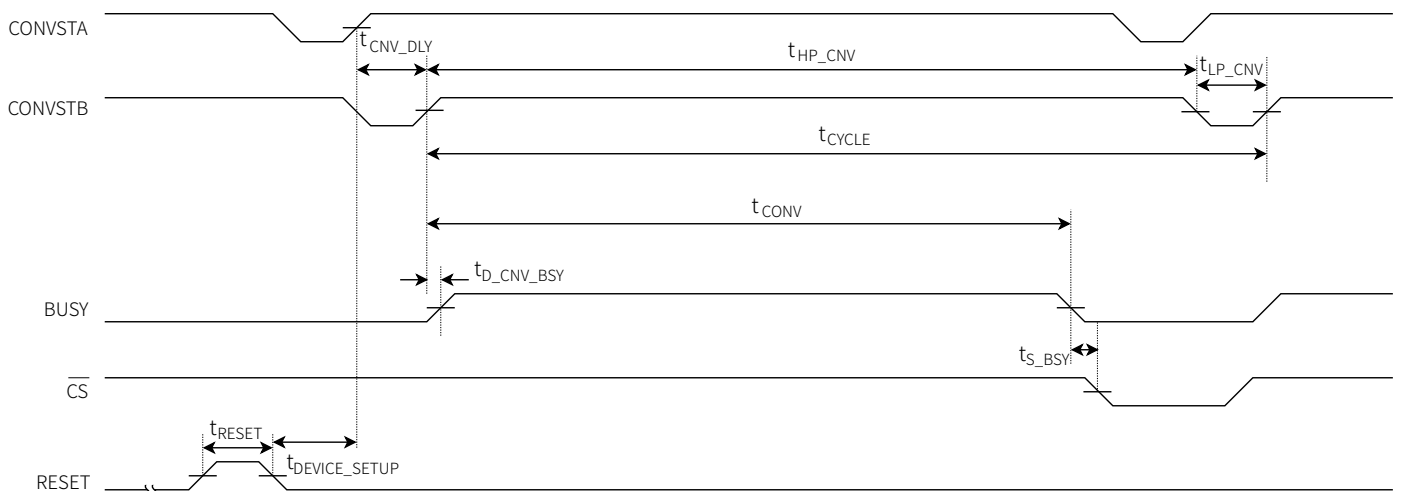 CONVSTA
tCNV_DLY
tHP_CNV
tLP_CNV
CONVSTB
tCYCLE
tCONV
tD_CNV_BSY
BUSY
tS_BSY
CS
tRESET
tDEVICE_SETUP
RESET